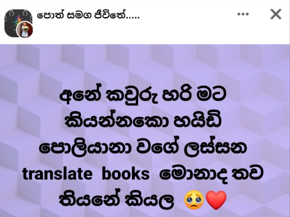 පොත් සමග ජීවිතේ.....
අනේ කවුරු හරි මට
කියන්නකො හයිඩි
පොලියානා වගේ ලස්සන
translate books මොනාද තව
තියනේ කියල 🥺❤️